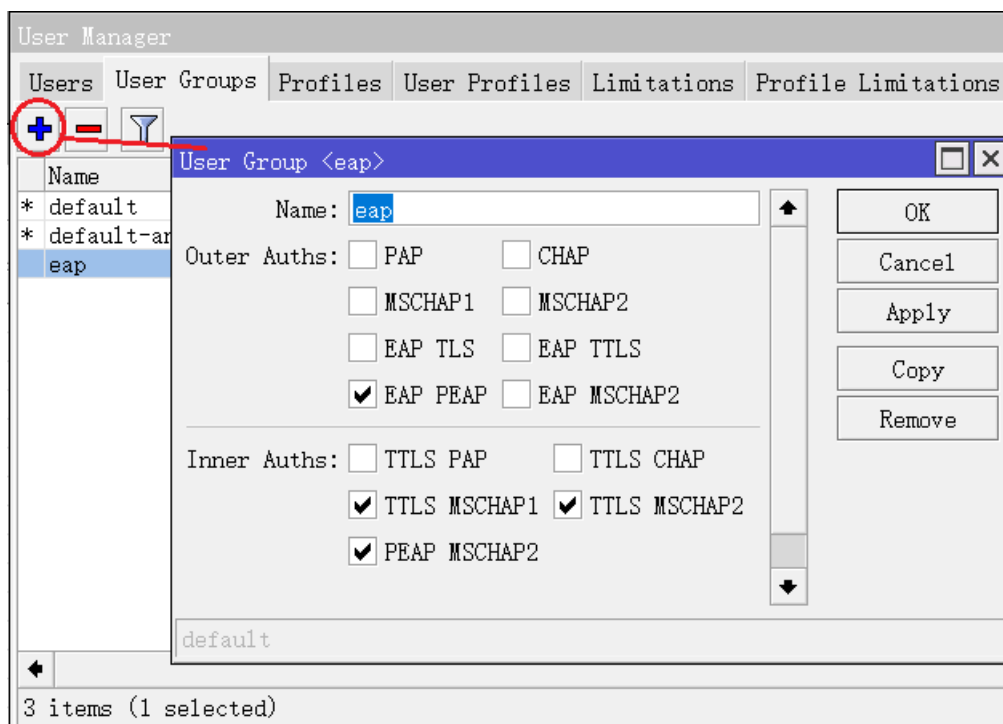 User Manager
Users User Groups Profiles User Profiles Limitations Profile Limitations
User Group <eap>
Name
* default
* default-ar
eap
Name: eap
Outer Auths: PAP CHAP
MSCHAP1 MSCHAP2
EAP TLS EAP TTLS
EAP PEAP EAP MSCHAP2
Inner Auths: TTLS PAP TTLS CHAP
TTLS MSCHAP1 TTLS MSCHAP2
PEAP MSCHAP2
OK
Cancel
Apply
Copy
Remove
default
3 items (1 selected)